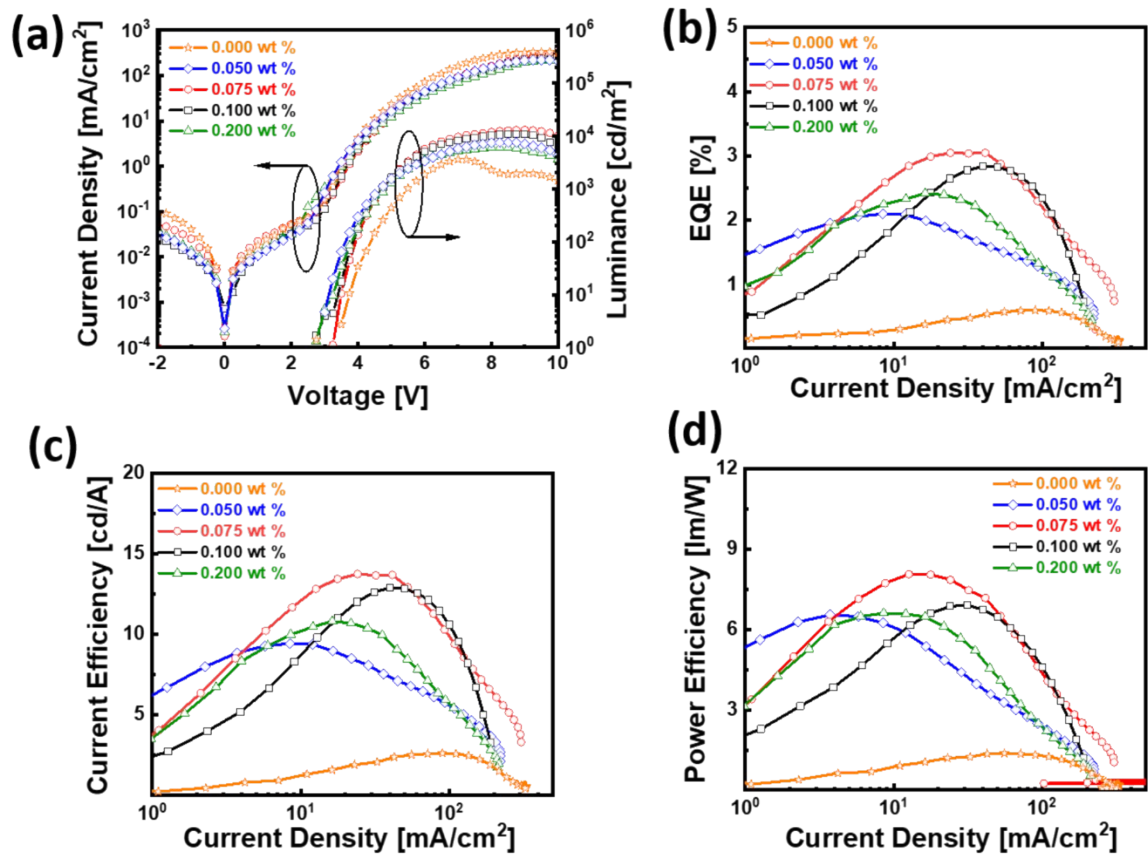 (a)
Current Density [mA/cm²]
10³
10²
10¹
10⁰
10⁻¹
10⁻²
10⁻³
10⁻⁴
0.000 wt %
0.050 wt %
0.075 wt %
0.100 wt %
0.200 wt %
10⁶
10⁵
10⁴
10³
10²
10¹
10⁰
Luminance [cd/m²]
-2
0
2
4
6
8
10
Voltage [V]
(b)
EQE [%]
5
4
3
2
1
0.000 wt %
0.050 wt %
0.075 wt %
0.100 wt %
0.200 wt %
10⁰
10¹
10²
Current Density [mA/cm²]
(c)
Current Efficiency [cd/A]
20
15
10
5
0.000 wt %
0.050 wt %
0.075 wt %
0.100 wt %
0.200 wt %
10⁰
10¹
10²
Current Density [mA/cm²]
(d)
Power Efficiency [lm/W]
12
9
6
3
0.000 wt %
0.050 wt %
0.075 wt %
0.100 wt %
0.200 wt %
10⁰
10¹
10²
Current Density [mA/cm²]